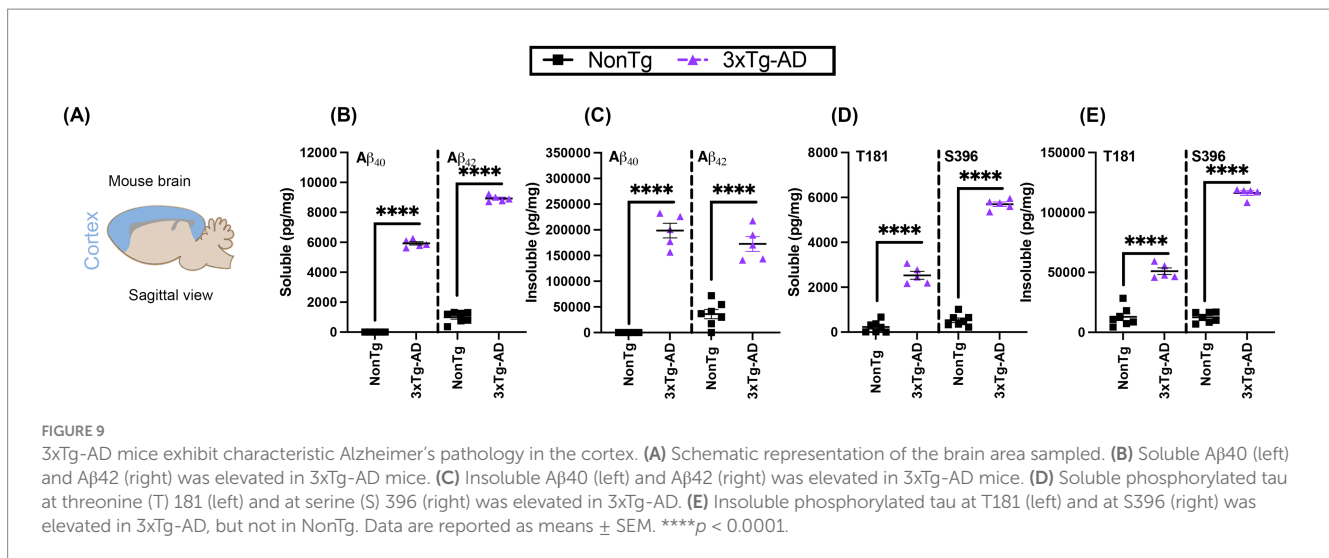 NonTg 3xTg-AD
(A) (B) (C) (D) (E)
Mouse brain
Cortex
Sagittal view
Aβ40 Aβ42
**** ****
Soluble (pg/mg)
12000
10000
8000
6000
4000
2000
0
NonTg 3xTg-AD NonTg 3xTg-AD
Aβ40 Aβ42
**** ****
Insoluble (pg/mg)
350000
300000
250000
200000
150000
100000
50000
0
NonTg 3xTg-AD NonTg 3xTg-AD
T181 S396
**** ****
Soluble (pg/mg)
8000
6000
4000
2000
0
NonTg 3xTg-AD NonTg 3xTg-AD
T181 S396
**** ****
Insoluble (pg/mg)
150000
100000
50000
0
NonTg 3xTg-AD NonTg 3xTg-AD
FIGURE 9
3xTg-AD mice exhibit characteristic Alzheimer's pathology in the cortex. (A) Schematic representation of the brain area sampled. (B) Soluble Aβ40 (left)
and Aβ42 (right) was elevated in 3xTg-AD mice. (C) Insoluble Aβ40 (left) and Aβ42 (right) was elevated in 3xTg-AD mice. (D) Soluble phosphorylated tau
at threonine (T) 181 (left) and at serine (S) 396 (right) was elevated in 3xTg-AD. (E) Insoluble phosphorylated tau at T181 (left) and at S396 (right) was
elevated in 3xTg-AD, but not in NonTg. Data are reported as means ± SEM. ****p < 0.0001.